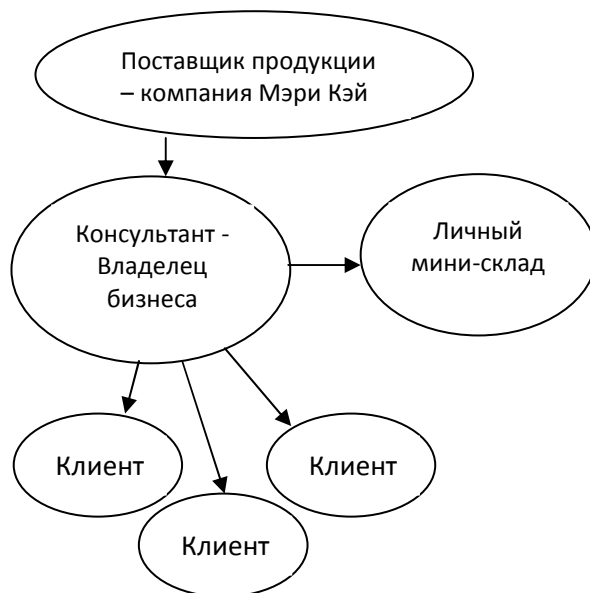 Поставщик продукции
– компания Мэри Кэй
Консультант -
Владелец
бизнеса
Личный
мини-склад
Клиент
Клиент
Клиент